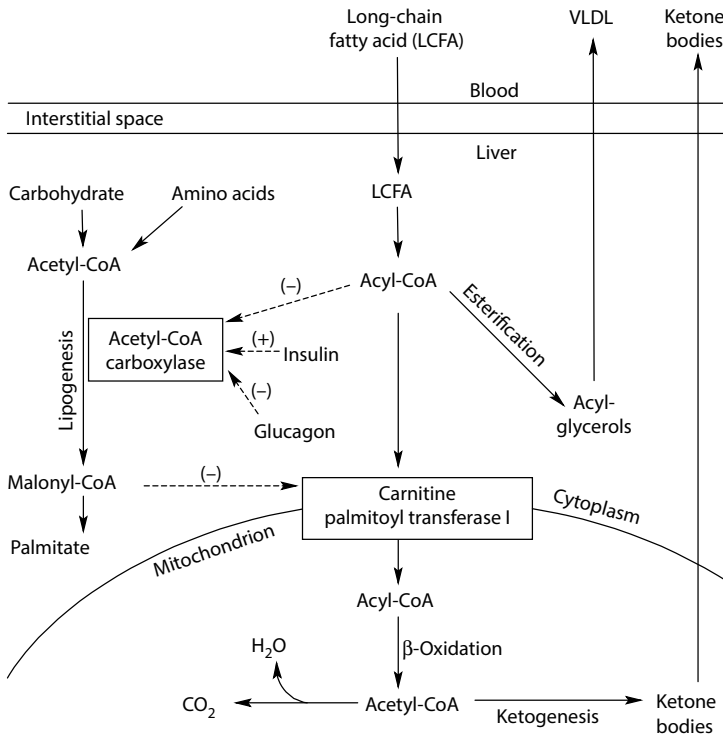 Long-chain
fatty acid (LCFA)
VLDL
Ketone
bodies
Blood
Interstitial space
Liver
Carbohydrate
Amino acids
LCFA
Acetyl-CoA
Acyl-CoA
(–)
Esterification
Acetyl-CoA
carboxylase
(+)
Insulin
(–)
Lipogenesis
Glucagon
Acyl-
glycerols
Malonyl-CoA
(–)
Carnitine
palmitoyl transferase I
Cytoplasm
Mitochondrion
Palmitate
Acyl-CoA
β-Oxidation
H2O
CO2
Acetyl-CoA
Ketogenesis
Ketone
bodies